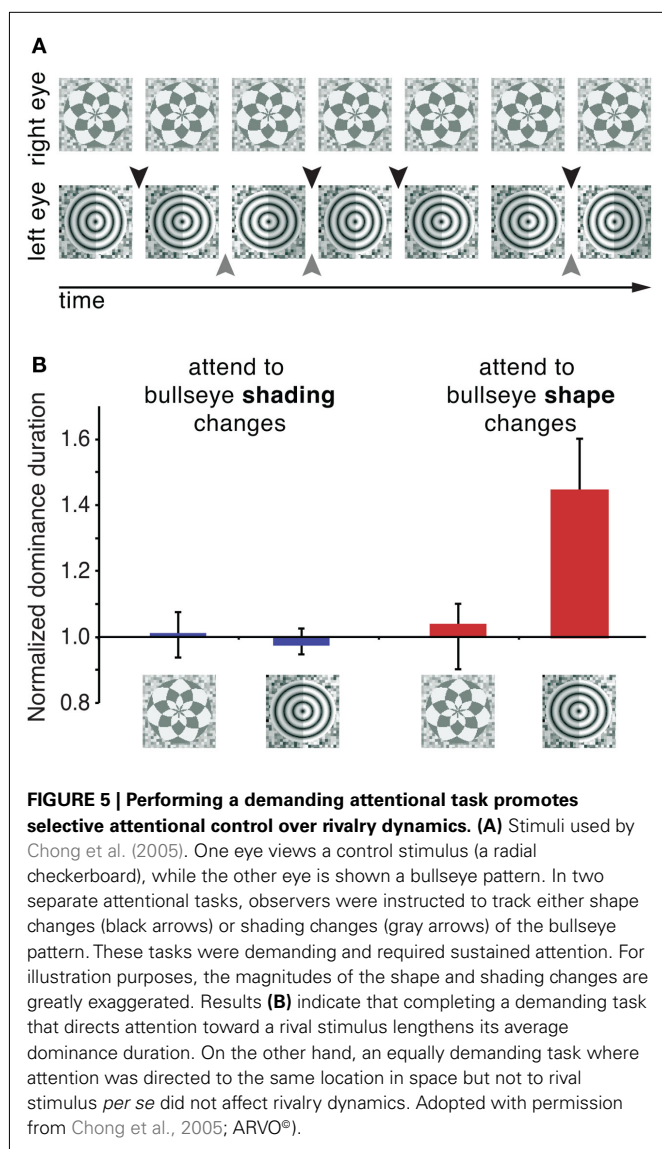 A
right eye
left eye
time
B
attend to
bullseye shading
changes
attend to
bullseye shape
changes
Normalized dominance duration
1.6
1.4
1.2
1.0
0.8
FIGURE 5 | Performing a demanding attentional task promotes
selective attentional control over rivalry dynamics. (A) Stimuli used by
Chong et al. (2005). One eye views a control stimulus (a radial
checkerboard), while the other eye is shown a bullseye pattern. In two
separate attentional tasks, observers were instructed to track either shape
changes (black arrows) or shading changes (gray arrows) of the bullseye
pattern. These tasks were demanding and required sustained attention. For
illustration purposes, the magnitudes of the shape and shading changes are
greatly exaggerated. Results (B) indicate that completing a demanding task
that directs attention toward a rival stimulus lengthens its average
dominance duration. On the other hand, an equally demanding task where
attention was directed to the same location in space but not to rival
stimulus per se did not affect rivalry dynamics. Adopted with permission
from Chong et al., 2005; ARVO©).